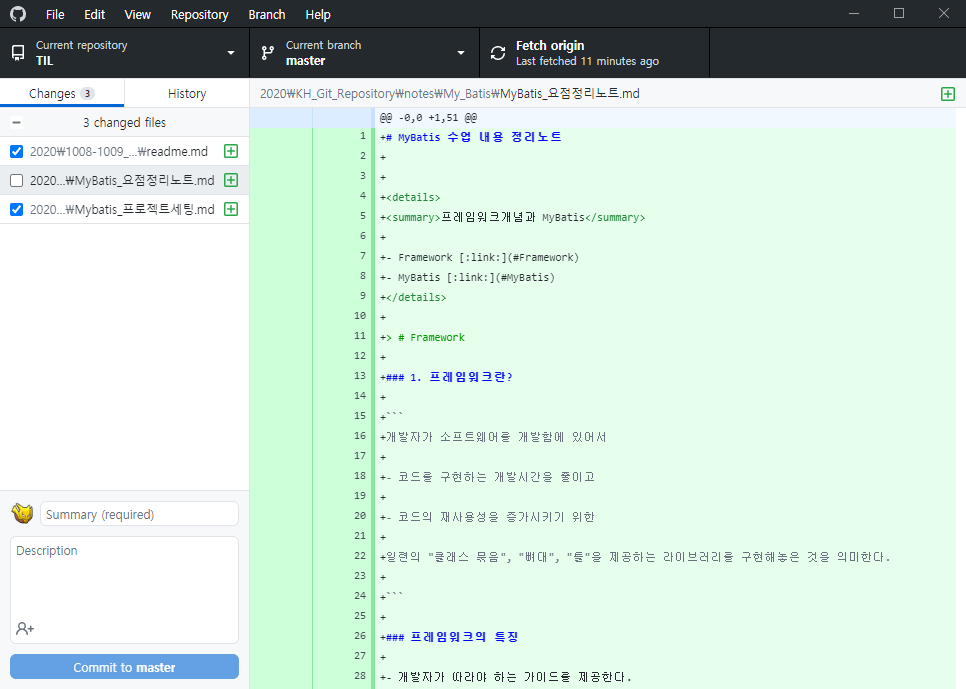 File Edit View Repository Branch Help
Current repository
TIL
Current branch
master
Fetch origin
Last fetched 11 minutes ago
Changes 3
History
2020₩KH_Git_Repository₩notes₩My_Batis₩MyBatis_요점정리노트.md
3 changed files
2020₩1008-1009_...₩readme.md
2020...₩MyBatis_요점정리노트.md
2020...₩Mybatis_프로젝트세팅.md
@@ -0,0 +1,51 @@
1 +# MyBatis 수업 내용 정리노트
2 +
3 +
4 +<details>
5 +<summary>프레임워크개념과 MyBatis</summary>
6 +
7 +- Framework [:link:](#Framework)
8 +- MyBatis [:link:](#MyBatis)
9 +</details>
10 +
11 +> # Framework
12 +
13 +### 1. 프레임워크란?
14 +
15 +```
16 +개발자가 소프트웨어를 개발함에 있어서
17 +
18 +- 코드를 구현하는 개발시간을 줄이고
19 +
20 +- 코드의 재사용성을 증가시키기 위한
21 +
22 +일련의 "클래스 묶음", "뼈대", "틀"을 제공하는 라이브러리를 구현해놓은 것을 의미한다.
23 +
24 +```
25 +
26 +### 프레임워크의 특징
27 +
28 +- 개발자가 따라야 하는 가이드를 제공한다.
Summary (required)
Description
Commit to master